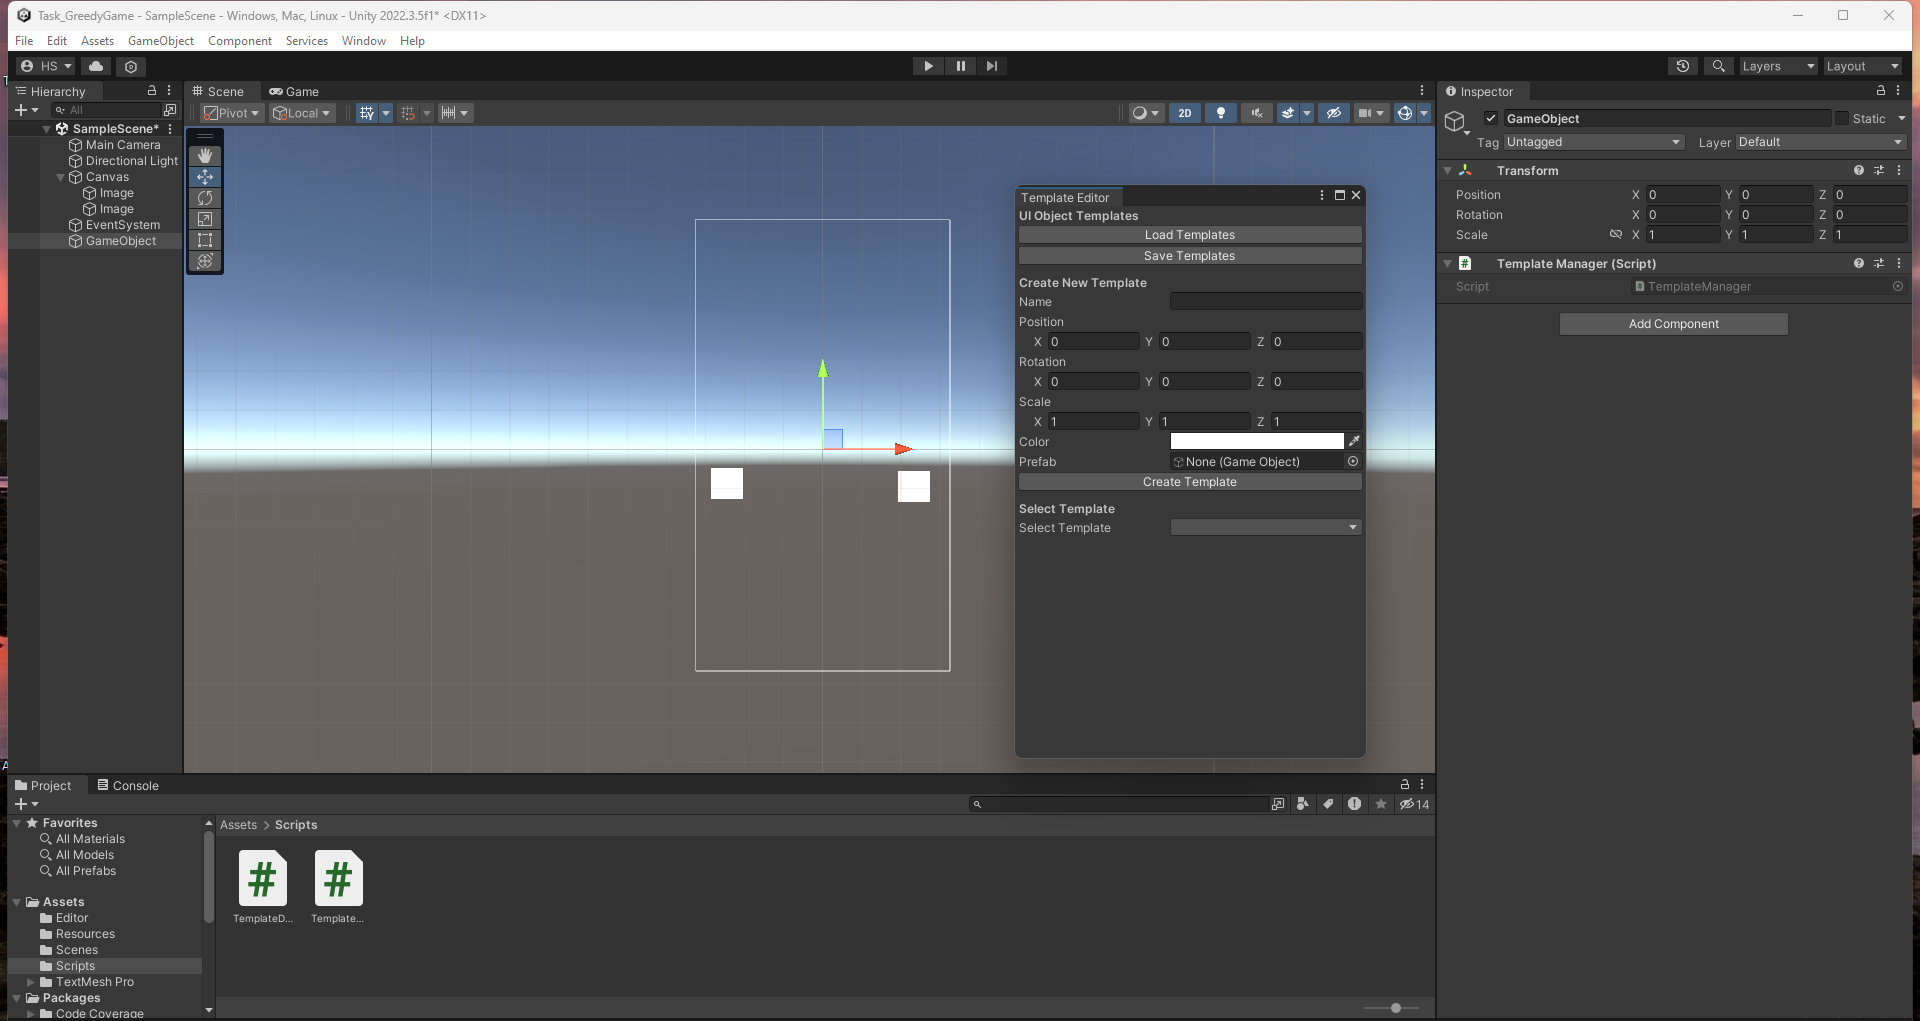 Task_GreedyGame - SampleScene - Windows, Mac, Linux - Unity 2022.3.5f1* <DX11>
File Edit Assets GameObject Component Services Window Help
HS
Layers Layout
Hierarchy
All
SampleScene*
Main Camera
Directional Light
Canvas
Image
Image
EventSystem
GameObject
Scene Game
Pivot Local 2D
Template Editor
UI Object Templates
Load Templates
Save Templates
Create New Template
Name
Position
X 0 Y 0 Z 0
Rotation
X 0 Y 0 Z 0
Scale
X 1 Y 1 Z 1
Color
Prefab None (Game Object)
Create Template
Select Template
Select Template
Inspector
GameObject Static
Tag Untagged Layer Default
Transform
Position X 0 Y 0 Z 0
Rotation X 0 Y 0 Z 0
Scale X 1 Y 1 Z 1
# Template Manager (Script)
Script TemplateManager
Add Component
Project Console
14
Favorites
All Materials
All Models
All Prefabs
Assets
Editor
Resources
Scenes
Scripts
TextMesh Pro
Packages
Code Coverage
Assets > Scripts
# #
TemplateD... Template...